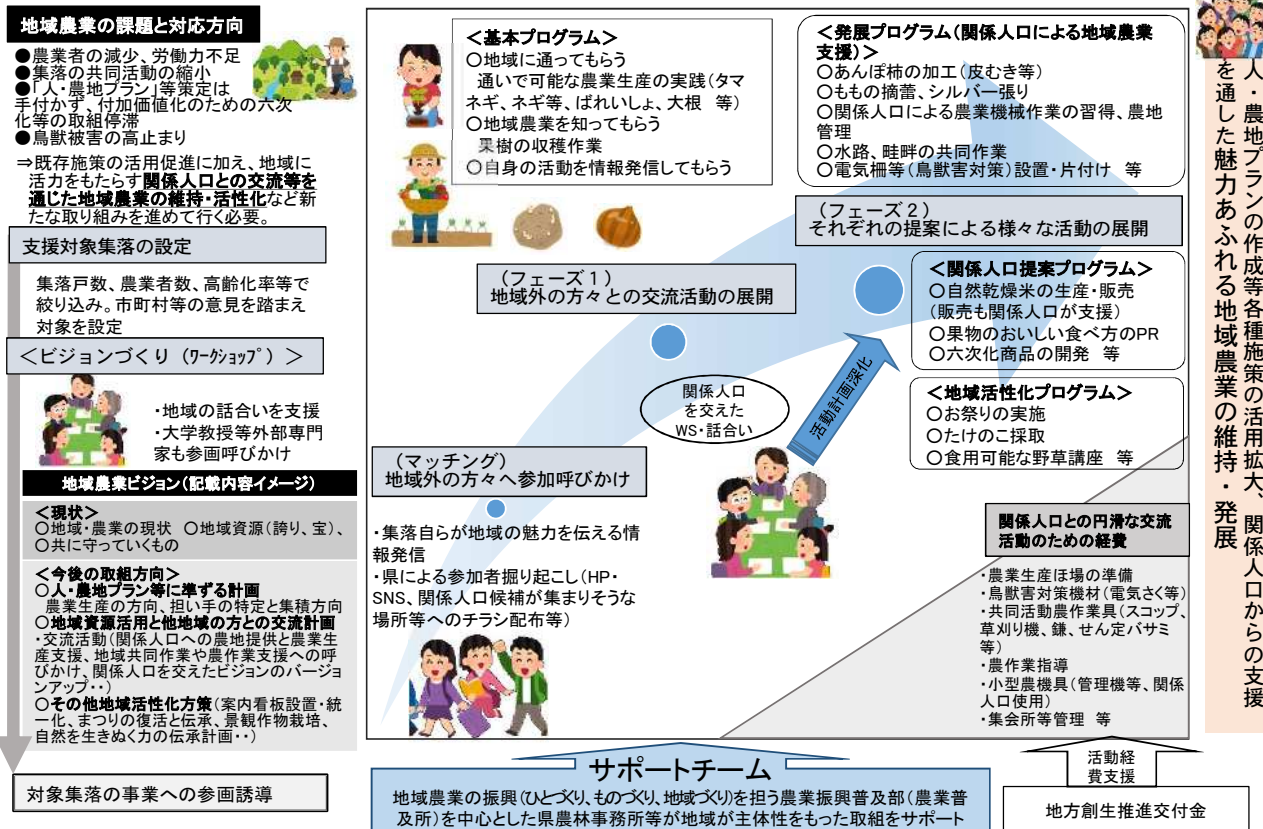 地域農業の課題と対応方向
●農業者の減少、労働力不足
●集落の共同活動の縮小
●「人・農地プラン」等策定は
手付かず、付加価値化のための六次
化等の取組停滞
●鳥獣被害の高止まり
⇒既存施策の活用促進に加え、地域に
活力をもたらす関係人口との交流等を
通じた地域農業の維持・活性化など新
たな取り組みを進めて行く必要。
支援対象集落の設定
集落戸数、農業者数、高齢化率等で
絞り込み。市町村等の意見を踏まえ
対象を設定
＜ビジョンづくり（ワークショップ）＞
・地域の話合いを支援
・大学教授等外部専門
家も参画呼びかけ
地域農業ビジョン（記載内容イメージ）
＜現状＞
○地域・農業の現状 ○地域資源（誇り、宝）、
○共に守っていくもの
＜今後の取組方向＞
○人・農地プラン等に準ずる計画
農業生産の方向、担い手の特定と集積方向
○地域資源活用と他地域の方との交流計画
・交流活動（関係人口への農地提供と農業生
産支援、地域共同作業や農作業支援への呼
びかけ、関係人口を交えたビジョンのバージョ
ンアップ・・）
○その他地域活性化方策（案内看板設置・統
一化、まつりの復活と伝承、景観作物栽培、
自然を生きぬく力の伝承計画・・）
対象集落の事業への参画誘導
＜基本プログラム＞
○地域に通ってもらう
通いで可能な農業生産の実践（タマ
ネギ、ネギ等、ばれいしょ、大根 等）
○地域農業を知ってもらう
果樹の収穫作業
○自身の活動を情報発信してもらう
＜発展プログラム（関係人口による地域農業
支援）＞
○あんぽ柿の加工（皮むき等）
○ももの摘蕾、シルバー張り
○関係人口による農業機械作業の習得、農地
管理
○水路、畦畔の共同作業
○電気柵等（鳥獣害対策）設置・片付け 等
（フェーズ２）
それぞれの提案による様々な活動の展開
（フェーズ１）
地域外の方々との交流活動の展開
＜関係人口提案プログラム＞
○自然乾燥米の生産・販売
（販売も関係人口が支援）
○果物のおいしい食べ方のPR
○六次化商品の開発 等
＜地域活性化プログラム＞
○お祭りの実施
○たけのこ採取
○食用可能な野草講座 等
活動計画深化
関係人口
を交えた
WS・話合い
（マッチング）
地域外の方々へ参加呼びかけ
・集落自らが地域の魅力を伝える情
報発信
・県による参加者掘り起こし（HP・
SNS、関係人口候補が集まりそうな
場所等へのチラシ配布等）
関係人口との円滑な交流
活動のための経費
・農業生産ほ場の準備
・鳥獣害対策機材（電気さく等）
・共同活動農作業具（スコップ、
草刈り機、鎌、せん定バサミ
等）
・農作業指導
・小型農機具（管理機等、関係
人口使用）
・集会所等管理 等
サポートチーム
地域農業の振興（ひとづくり、ものづくり、地域づくり）を担う農業振興普及部（農業普
及所）を中心とした県農林事務所等が地域が主体性をもった取組をサポート
活動経
費支援
地方創生推進交付金
人・農地プランの作成等各種施策の活用拡大、関係人口からの支援
を通した魅力あふれる地域農業の維持・発展